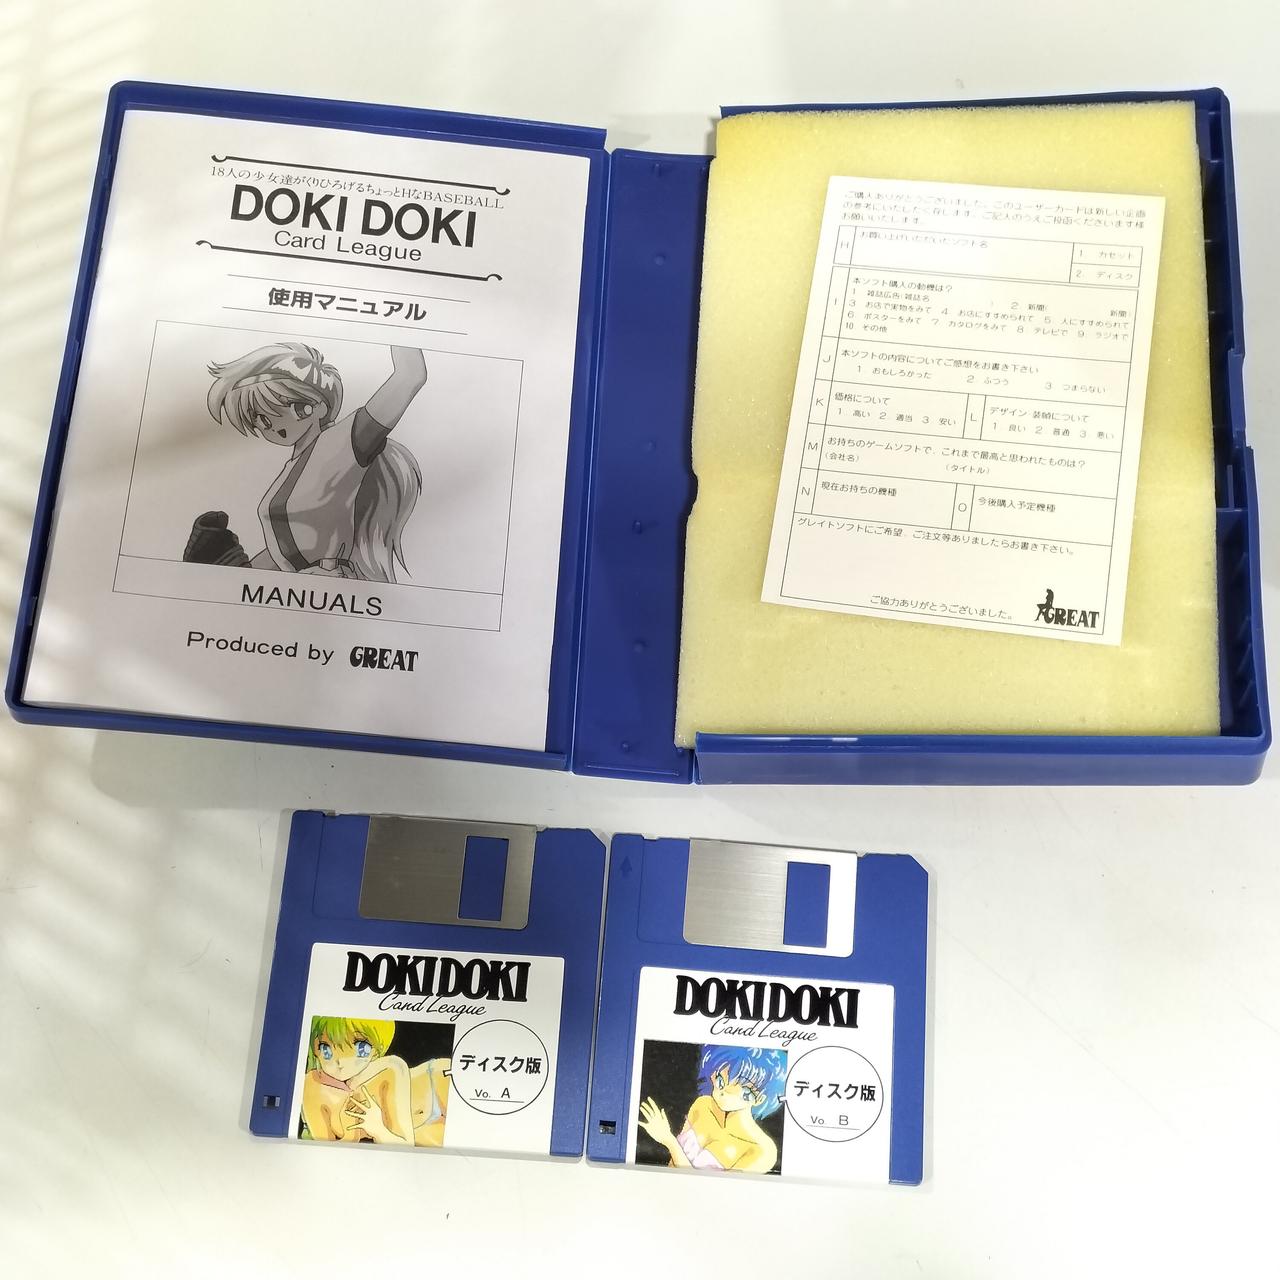 18人の少女達がくりひろげるちょっとHなBASEBALL
DOKI DOKI
Card League
使用マニュアル
MANUALS
Produced by GREAT
ご購入ありがとうございました。このユーザーカードは新しい企画
の参考にいたしたく存じます。ご記入のうえご投函くださいます様
お願いいたします。
H お買い上げいただいたソフト名
1. カセット
2. ディスク
I 本ソフト購入の動機は?
1 雑誌広告(雑誌名 ) 2 新聞( 新聞)
3 お店で実物をみて 4 お店にすすめられて 5 人にすすめられて
6 ポスターをみて 7 カタログをみて 8 テレビで 9 ラジオで
10 その他
J 本ソフトの内容についてご感想をお書き下さい
1 おもしろかった 2 ふつう 3 つまらない
K 価格について
1 高い 2 適当 3 安い
L デザイン・装幀について
1 良い 2 普通 3 悪い
M お持ちのゲームソフトで、これまで最高と思われたものは?
(会社名) (タイトル)
N 現在お持ちの機種
O 今後購入予定機種
グレイトソフトにご希望、ご注文等ありましたらお書き下さい。
ご協力ありがとうございました。
GREAT
DOKIDOKI
Card League
ディスク版
Vo. A
DOKIDOKI
Card League
ディスク版
Vo B